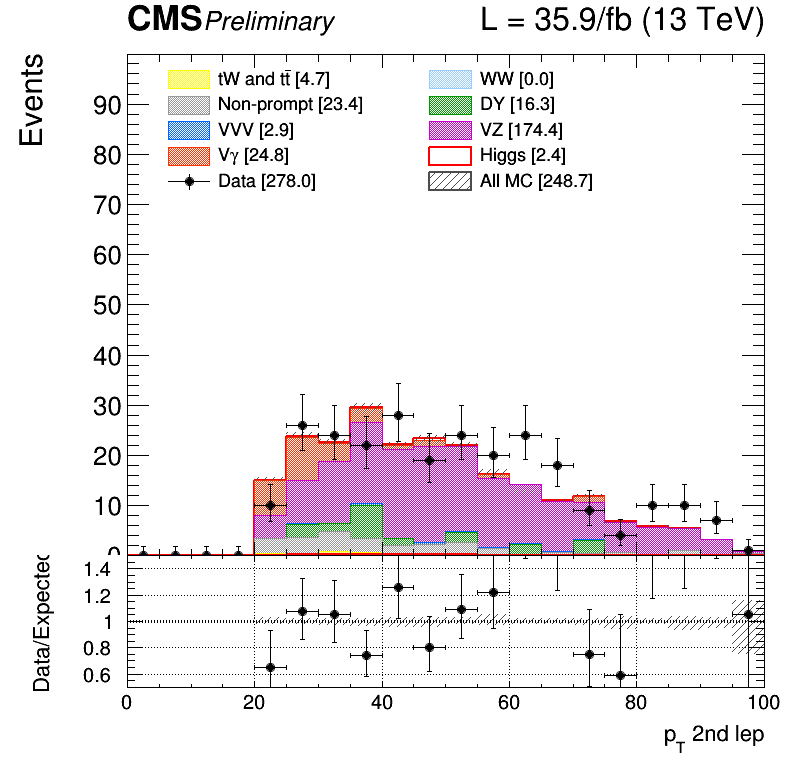 CMS Preliminary L = 35.9/fb (13 TeV)
Events
tW and tt̄ [4.7] WW [0.0]
Non-prompt [23.4] DY [16.3]
VVV [2.9] VZ [174.4]
Vγ [24.8] Higgs [2.4]
Data [278.0] All MC [248.7]
90
80
70
60
50
40
30
20
10
0
Data/Expected
1.4
1.2
1
0.8
0.6
0 20 40 60 80 100
p_T 2nd lep